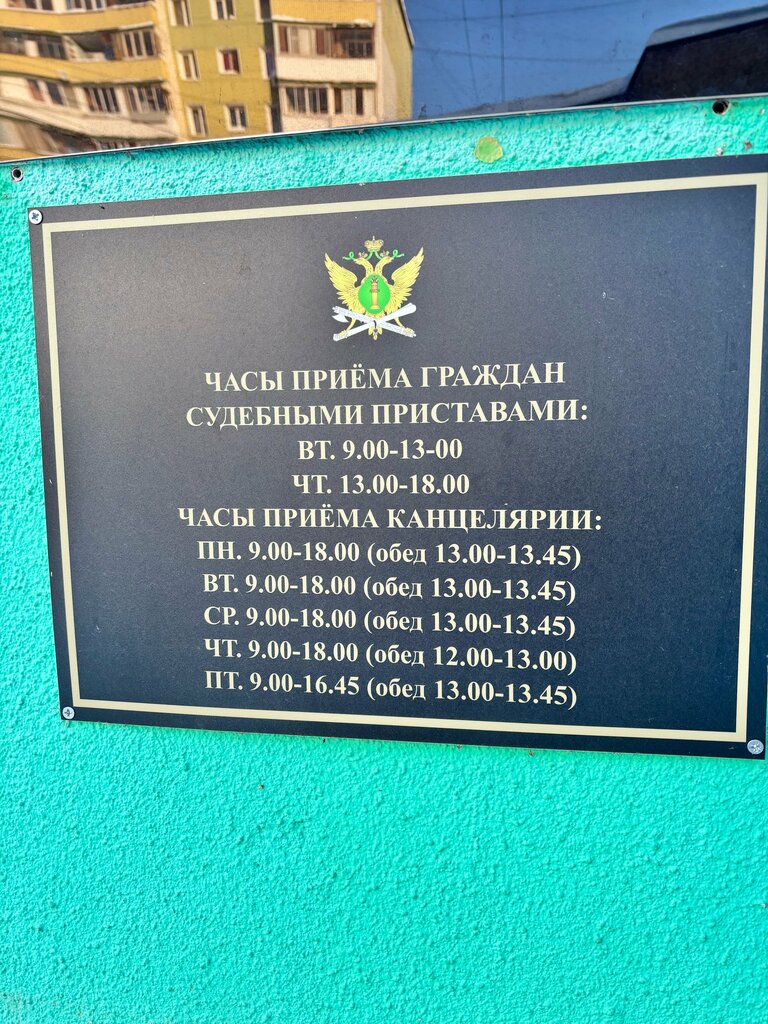 ЧАСЫ ПРИЁМА ГРАЖДАН
СУДЕБНЫМИ ПРИСТАВАМИ:
ВТ. 9.00-13-00
ЧТ. 13.00-18.00
ЧАСЫ ПРИЁМА КАНЦЕЛЯРИИ:
ПН. 9.00-18.00 (обед 13.00-13.45)
ВТ. 9.00-18.00 (обед 13.00-13.45)
СР. 9.00-18.00 (обед 13.00-13.45)
ЧТ. 9.00-18.00 (обед 12.00-13.00)
ПТ. 9.00-16.45 (обед 13.00-13.45)